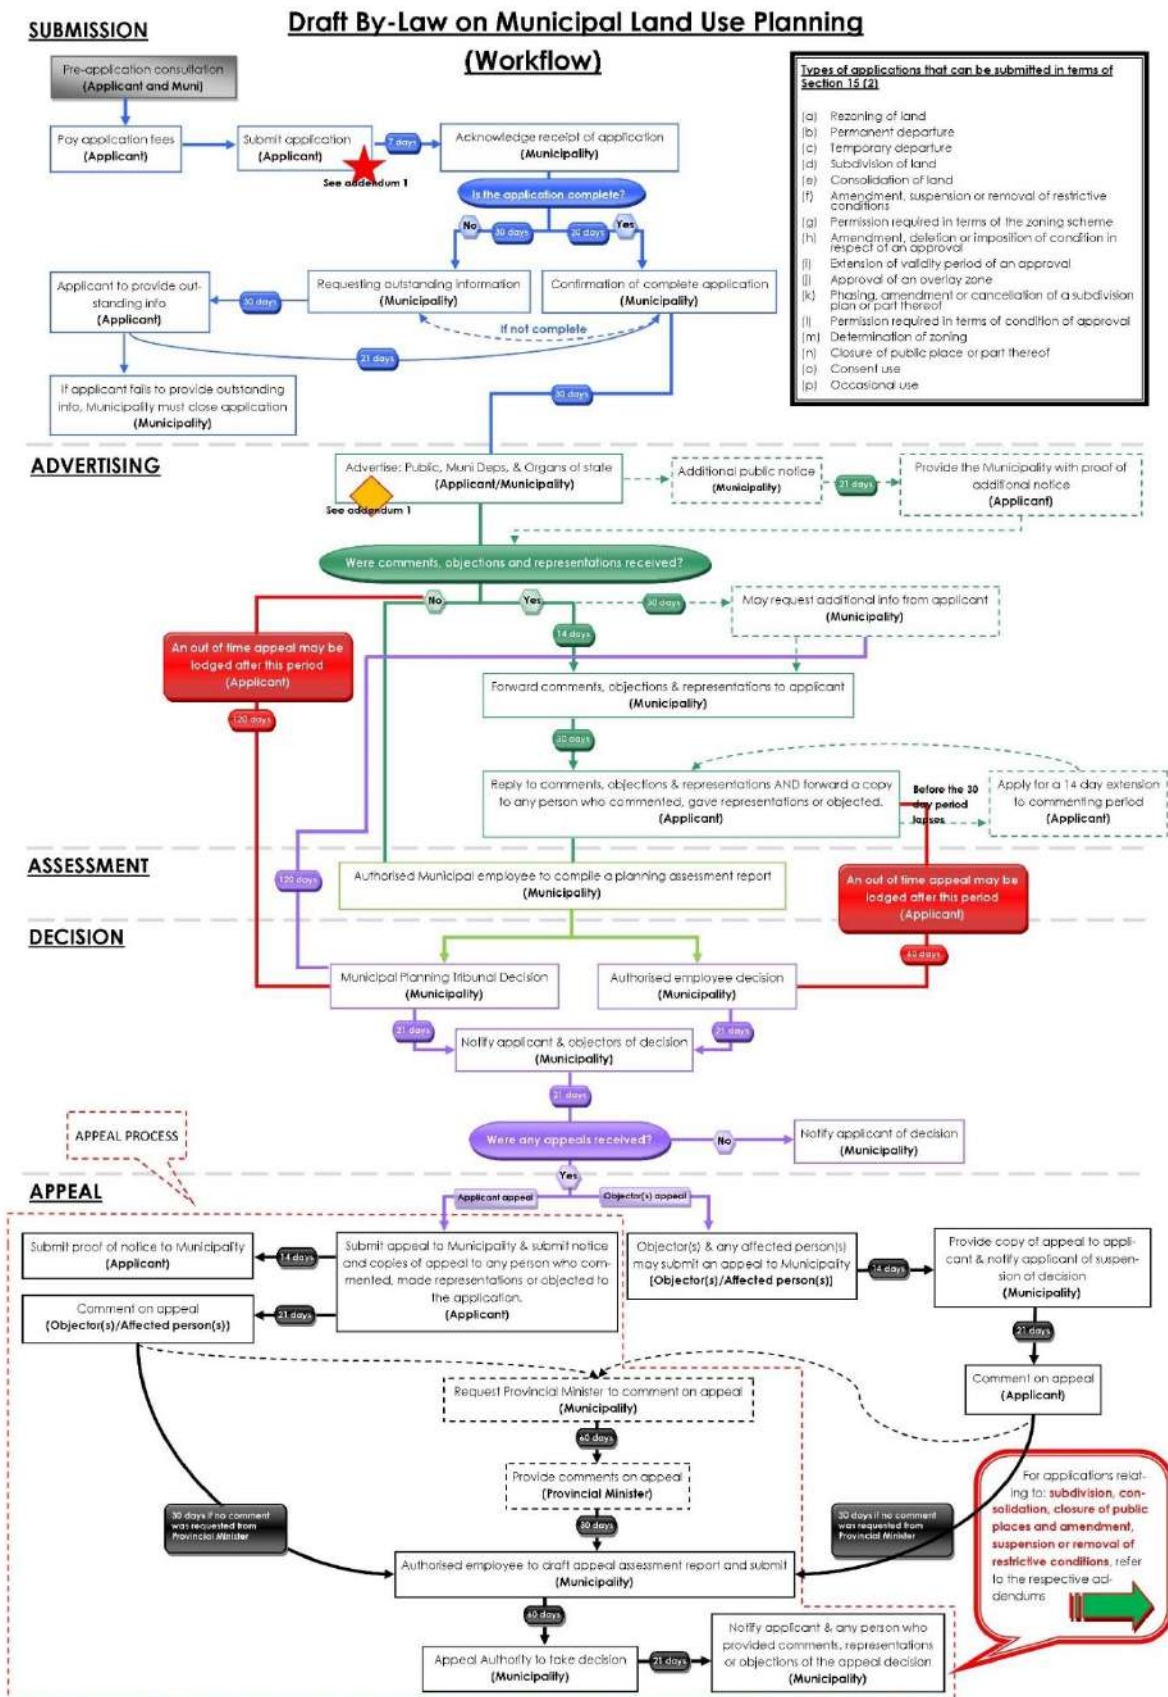 Draft By-Law on Municipal Land Use Planning
(Workflow)
SUBMISSION
Pre-application consultation
(Applicant and Muni)
Pay application fees
(Applicant)
Submit application
(Applicant)
See addendum 1
7 days
Acknowledge receipt of application
(Municipality)
Is the application complete?
No
30 days
20 days
Yes
Applicant to provide out-
standing info
(Applicant)
30 days
Requesting outstanding information
(Municipality)
Confirmation of complete application
(Municipality)
If not complete
21 days
If applicant fails to provide outstanding
info, Municipality must close application
(Municipality)
30 days
Types of applications that can be submitted in terms of
Section 15 (2)
(a) Rezoning of land
(b) Permanent departure
(c) Temporary departure
(d) Subdivision of land
(e) Consolidation of land
(f) Amendment, suspension or removal of restrictive
conditions
(g) Permission required in terms of the zoning scheme
(h) Amendment, deletion or imposition of condition in
respect of an approval
(i) Extension of validity period of an approval
(j) Approval of an overlay zone
(k) Phasing, amendment or cancellation of a subdivision
plan or part thereof
(l) Permission required in terms of condition of approval
(m) Determination of zoning
(n) Closure of public place or part thereof
(o) Consent use
(p) Occasional use
ADVERTISING
Advertise: Public, Muni Deps, & Organs of state
(Applicant/Municipality)
See addendum 1
Additional public notice
(Municipality)
21 days
Provide the Municipality with proof of
additional notice
(Applicant)
Were comments, objections and representations received?
No
Yes
30 days
May request additional info from applicant
(Municipality)
14 days
An out of time appeal may be
lodged after this period
(Applicant)
120 days
Forward comments, objections & representations to applicant
(Municipality)
30 days
Reply to comments, objections & representations AND forward a copy
to any person who commented, gave representations or objected.
(Applicant)
Before the 30
day period
lapses
Apply for a 14 day extension
to commenting period
(Applicant)
ASSESSMENT
120 days
Authorised Municipal employee to compile a planning assessment report
(Municipality)
An out of time appeal may be
lodged after this period
(Applicant)
60 days
DECISION
Municipal Planning Tribunal Decision
(Municipality)
Authorised employee decision
(Municipality)
21 days
21 days
Notify applicant & objectors of decision
(Municipality)
21 days
Were any appeals received?
No
Notify applicant of decision
(Municipality)
Yes
APPEAL PROCESS
APPEAL
Applicant appeal
Objector(s) appeal
Submit proof of notice to Municipality
(Applicant)
14 days
Submit appeal to Municipality & submit notice
and copies of appeal to any person who com-
mented, made representations or objected to
the application.
(Applicant)
Comment on appeal
(Objector(s)/Affected person(s))
21 days
Objector(s) & any affected person(s)
may submit an appeal to Municipality
(Objector(s)/Affected person(s))
14 days
Provide copy of appeal to appli-
cant & notify applicant of suspen-
sion of decision
(Municipality)
21 days
Comment on appeal
(Applicant)
Request Provincial Minister to comment on appeal
(Municipality)
60 days
Provide comments on appeal
(Provincial Minister)
30 days
30 days if no comment
was requested from
Provincial Minister
30 days if no comment
was requested from
Provincial Minister
Authorised employee to draft appeal assessment report and submit
(Municipality)
60 days
Appeal Authority to take decision
(Municipality)
21 days
Notify applicant & any person who
provided comments, representations
or objections of the appeal decision
(Municipality)
For applications relat-
ing to: subdivision, con-
solidation, closure of public
places and amendment,
suspension or removal of
restrictive conditions, refer
to the respective ad-
dendums